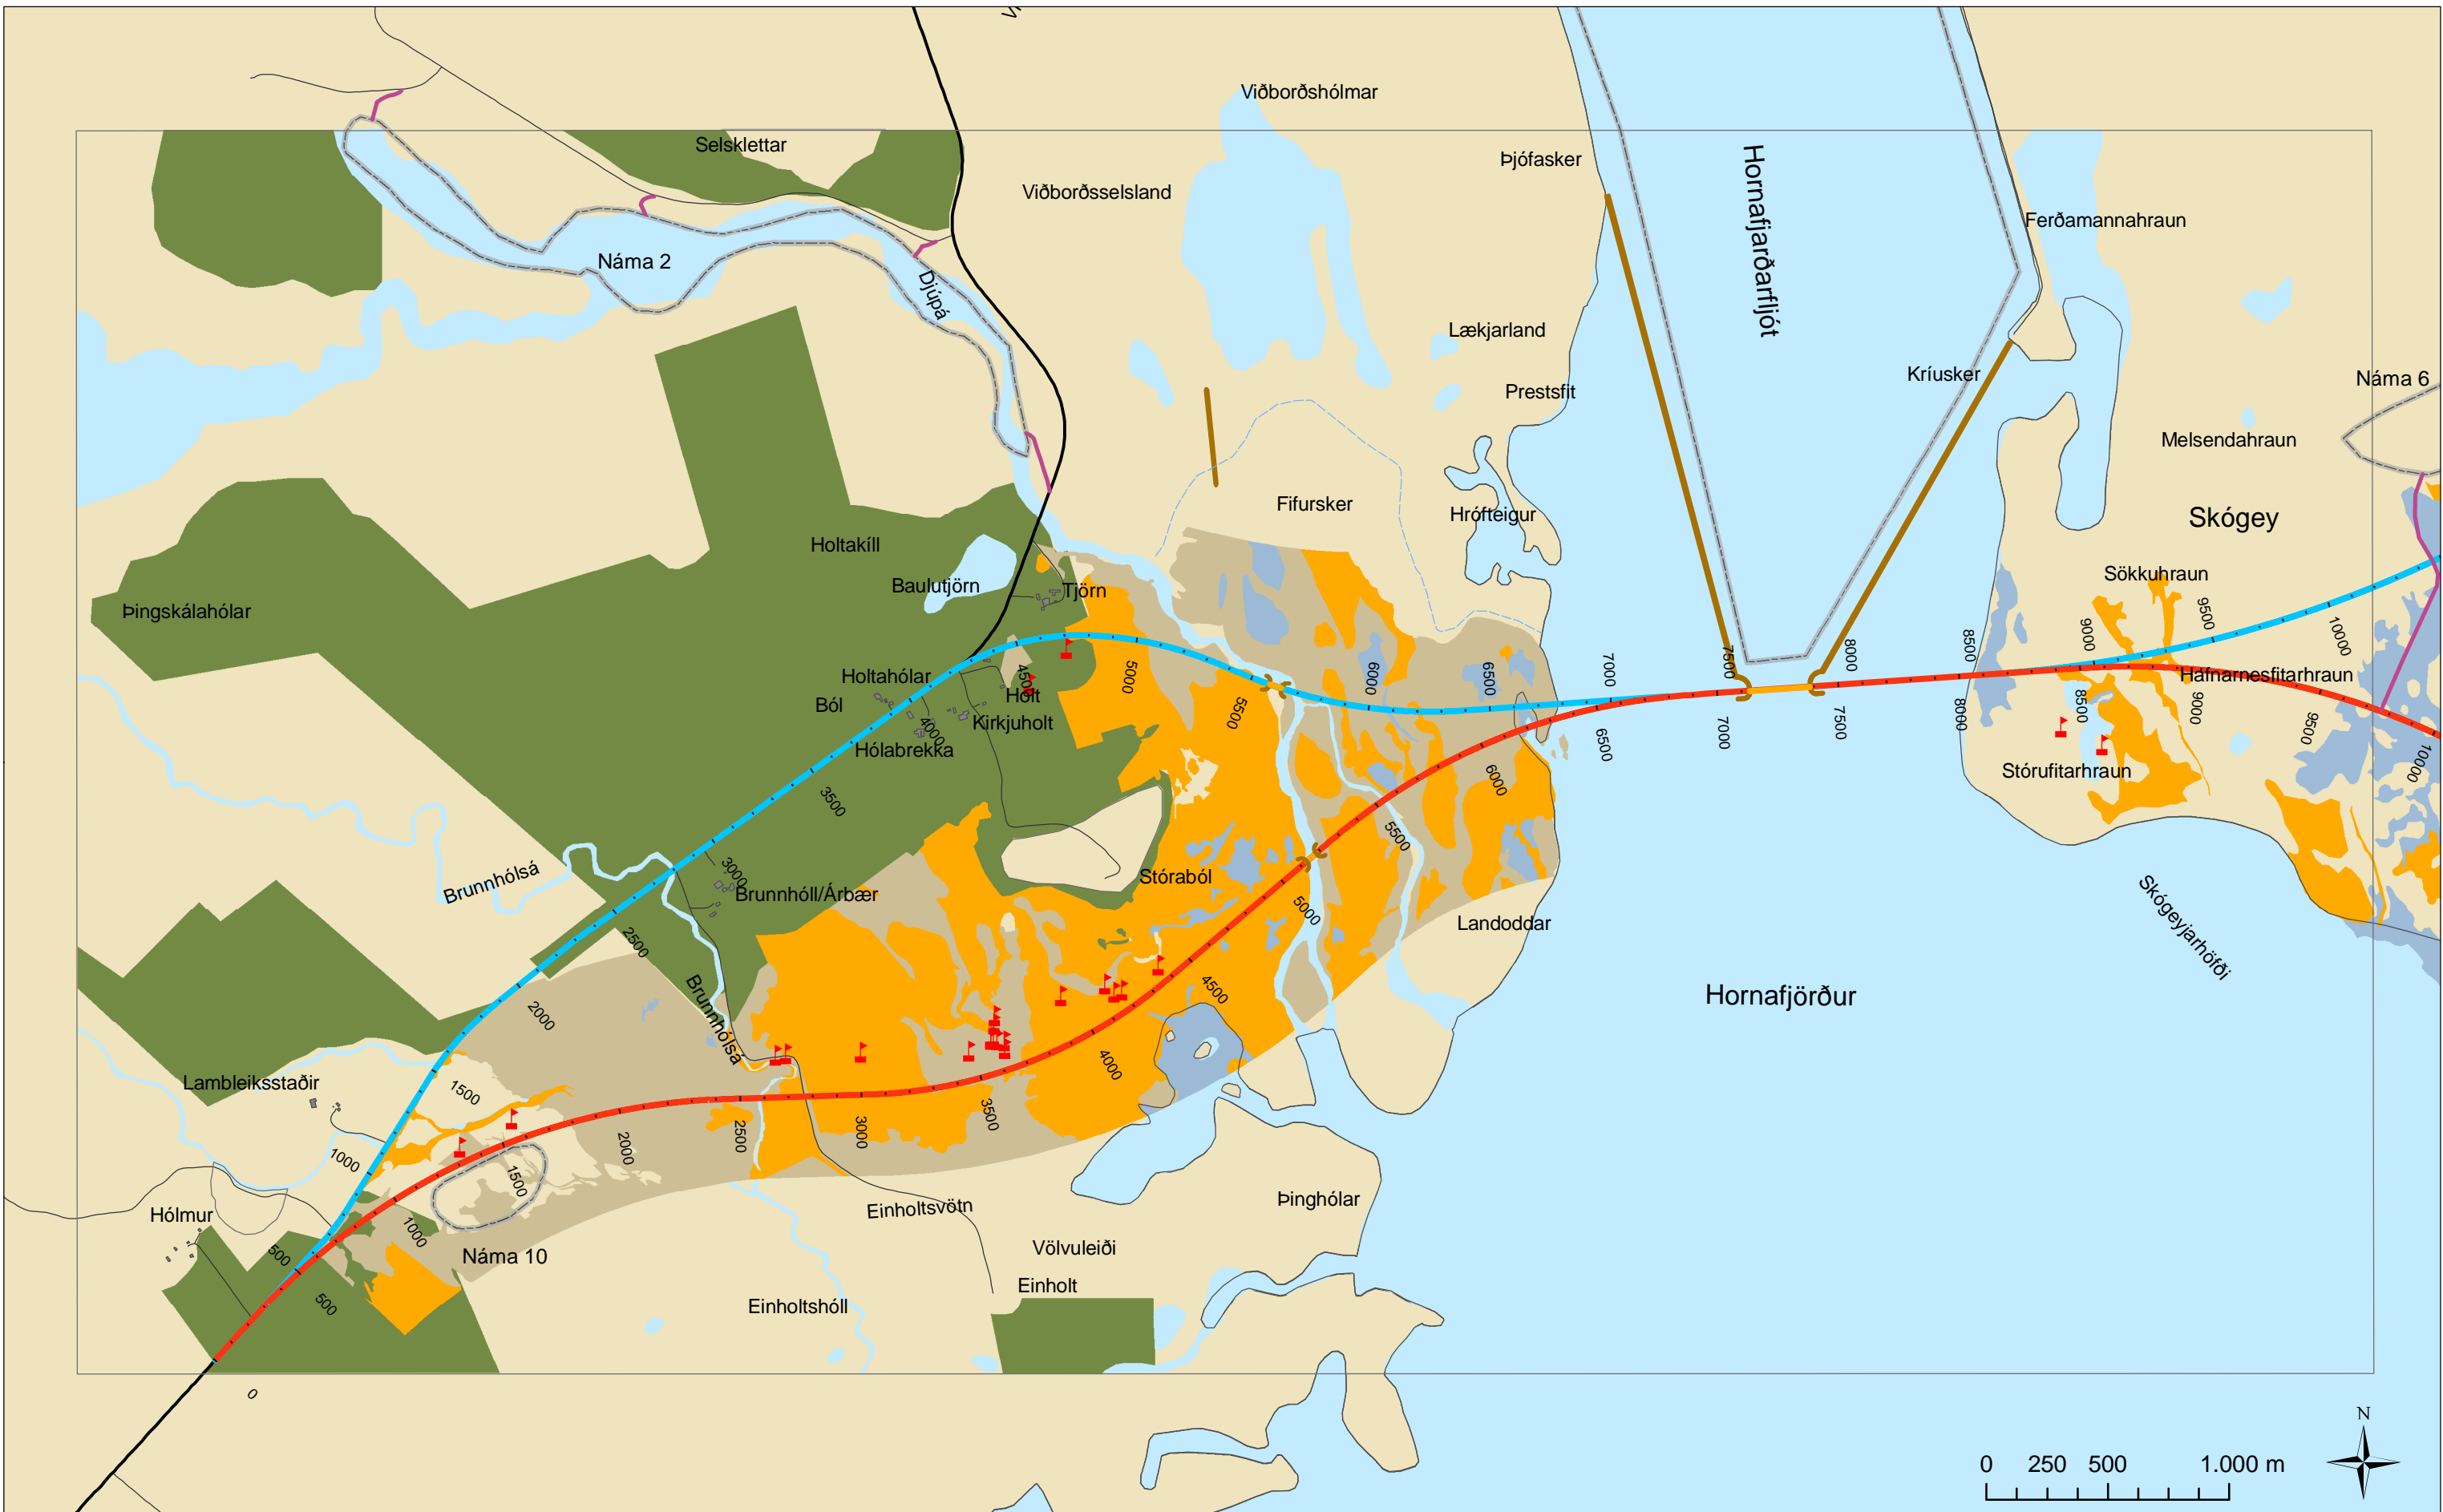 Viðborðshólmar
Selsklettar
Þjófasker
Viðborðsselsland
Hornafjarðarfljót
Ferðamannahraun
Náma 2
Djúpá
Lækjarland
Kríusker
Náma 6
Prestsfit
Melsendahraun
Fifursker
Hrófteigur
Skógey
Holtakíll
Baulutjörn
Tjörn
Sökkuhraun
Þingskálahólar
9500
10000
9000
8500
8000
7500
7000
6500
6000
5000
4500
Holtahólar
Holt
Ból
Kirkjuholt
Hafnarnesfitarhraun
5500
4000
Hólabrekka
8500
9000
9500
10000
8000
7500
7000
6500
6000
5500
Stórufitarhraun
3500
3000
Brunnhólsá
Brunnhóll/Árbær
Stóraból
5000
Landoddar
Skógeyjarhöfði
2500
2000
Brunnhólsá
4500
Hornafjörður
4000
Lambleiksstaðir
1500
3500
3000
2500
2000
1000
1500
Hólmur
1000
Einholtsvötn
Þinghólar
500
Náma 10
Völvuleiði
Einholt
500
Einholtshóll
0
N
0 250 500 1.000 m